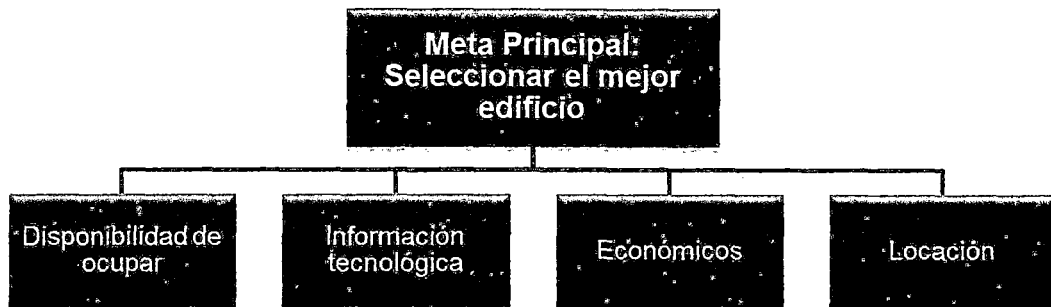 Meta Principal:
Seleccionar el mejor
edificio
Disponibilidad de
ocupar
Información
tecnológica
Económicos
Locación